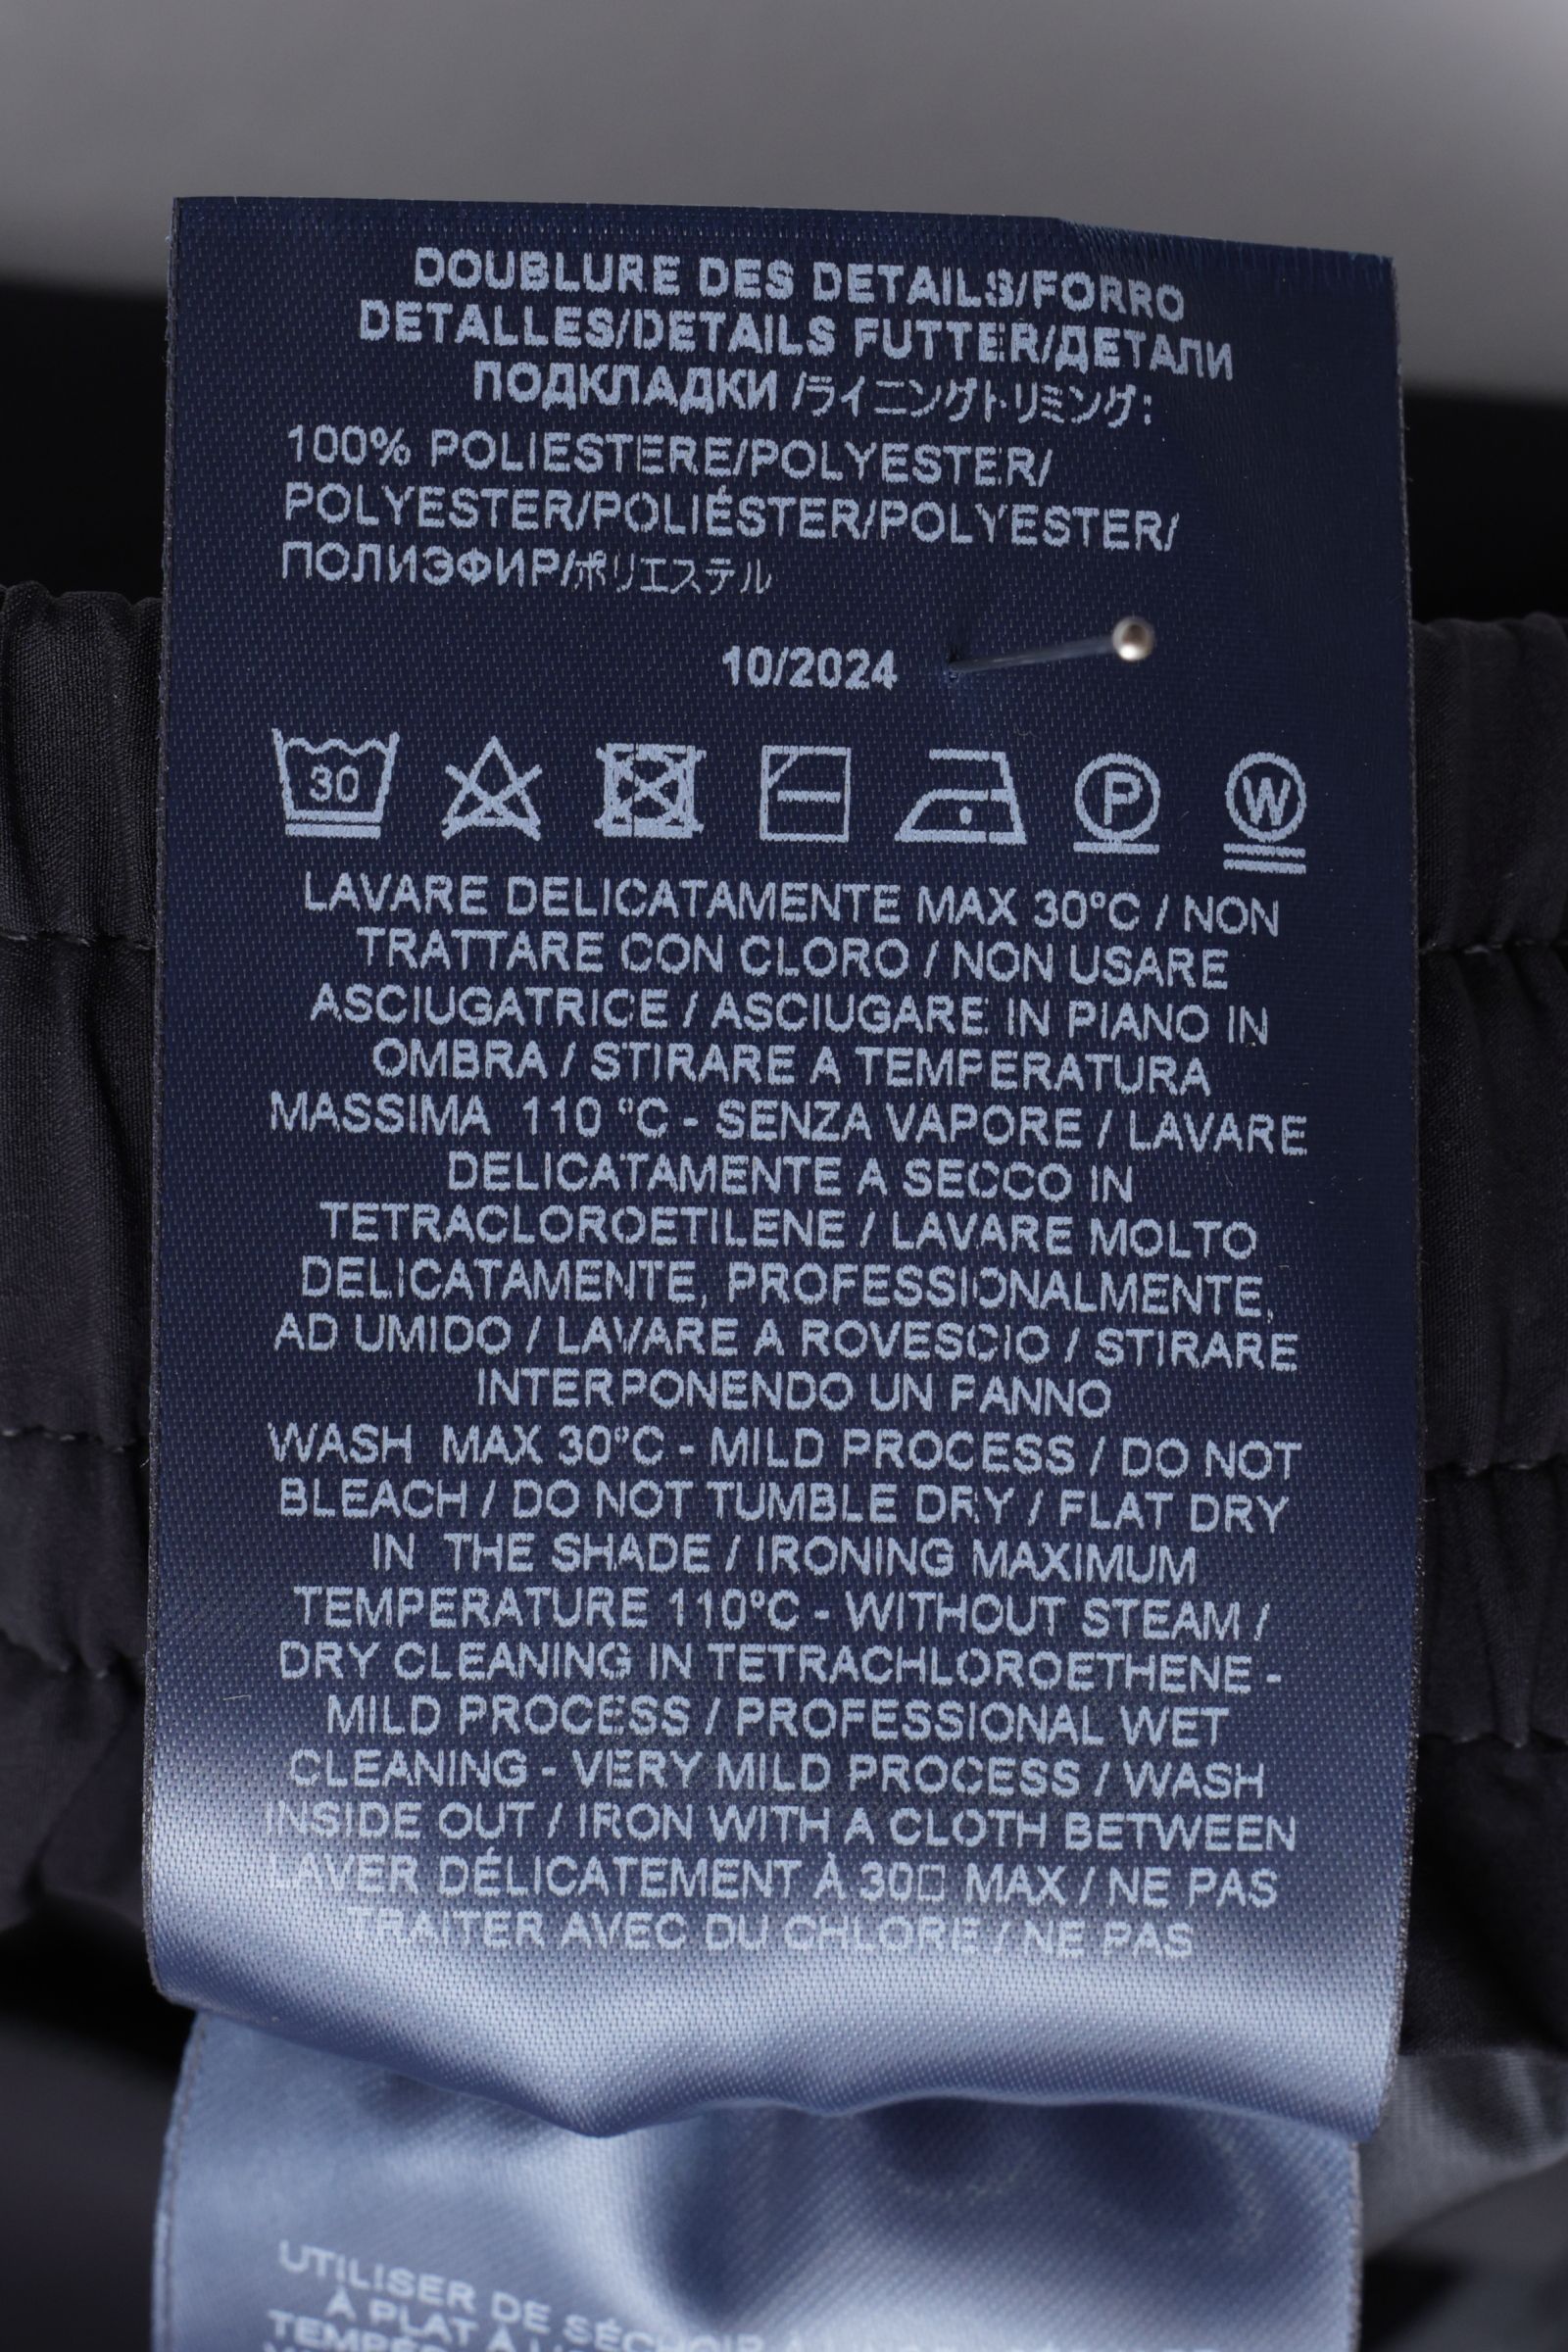 DOUBLURE DES DETAILS/FORRO
DETALLES/DETAILS FUTTER/ДЕТАЛИ
ПОДКЛАДКИ /ライニングトリミング:
100% POLIESTERE/POLYESTER/
POLYESTER/POLIÉSTER/POLYESTER/
ПОЛИЭФИР/ポリエステル
10/2024
30 P W
LAVARE DELICATAMENTE MAX 30°C / NON
TRATTARE CON CLORO / NON USARE
ASCIUGATRICE / ASCIUGARE IN PIANO IN
OMBRA / STIRARE A TEMPERATURA
MASSIMA 110 °C - SENZA VAPORE / LAVARE
DELICATAMENTE A SECCO IN
TETRACLOROETILENE / LAVARE MOLTO
DELICATAMENTE, PROFESSIONALMENTE,
AD UMIDO / LAVARE A ROVESCIO / STIRARE
INTERPONENDO UN PANNO
WASH MAX 30°C - MILD PROCESS / DO NOT
BLEACH / DO NOT TUMBLE DRY / FLAT DRY
IN THE SHADE / IRONING MAXIMUM
TEMPERATURE 110°C - WITHOUT STEAM /
DRY CLEANING IN TETRACHLOROETHENE -
MILD PROCESS / PROFESSIONAL WET
CLEANING - VERY MILD PROCESS / WASH
INSIDE OUT / IRON WITH A CLOTH BETWEEN
LAVER DÉLICATEMENT À 30□ MAX / NE PAS
TRAITER AVEC DU CHLORE / NE PAS
UTILISER DE SÉCHOIR
À PLAT À